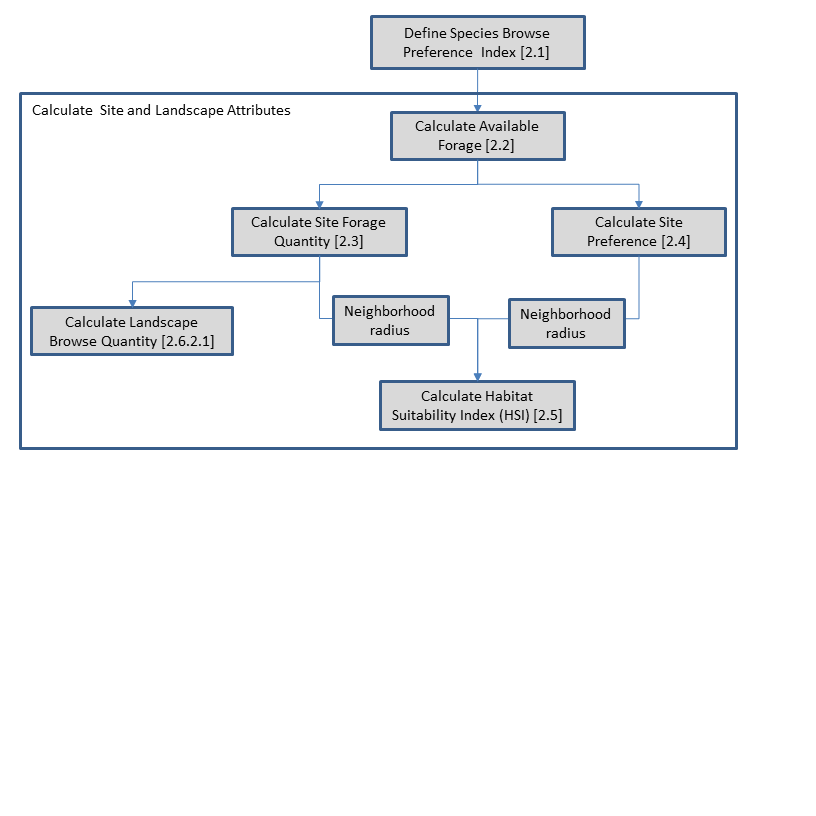 Define Species Browse
Preference  Index [2.1]
Calculate  Site and Landscape Attributes
Calculate Available
Forage [2.2]
Calculate Site Forage
Quantity [2.3]
Calculate Site
Preference [2.4]
Calculate Landscape
Browse Quantity [2.6.2.1]
Neighborhood
radius
Neighborhood
radius
Calculate Habitat
Suitability Index (HSI) [2.5]